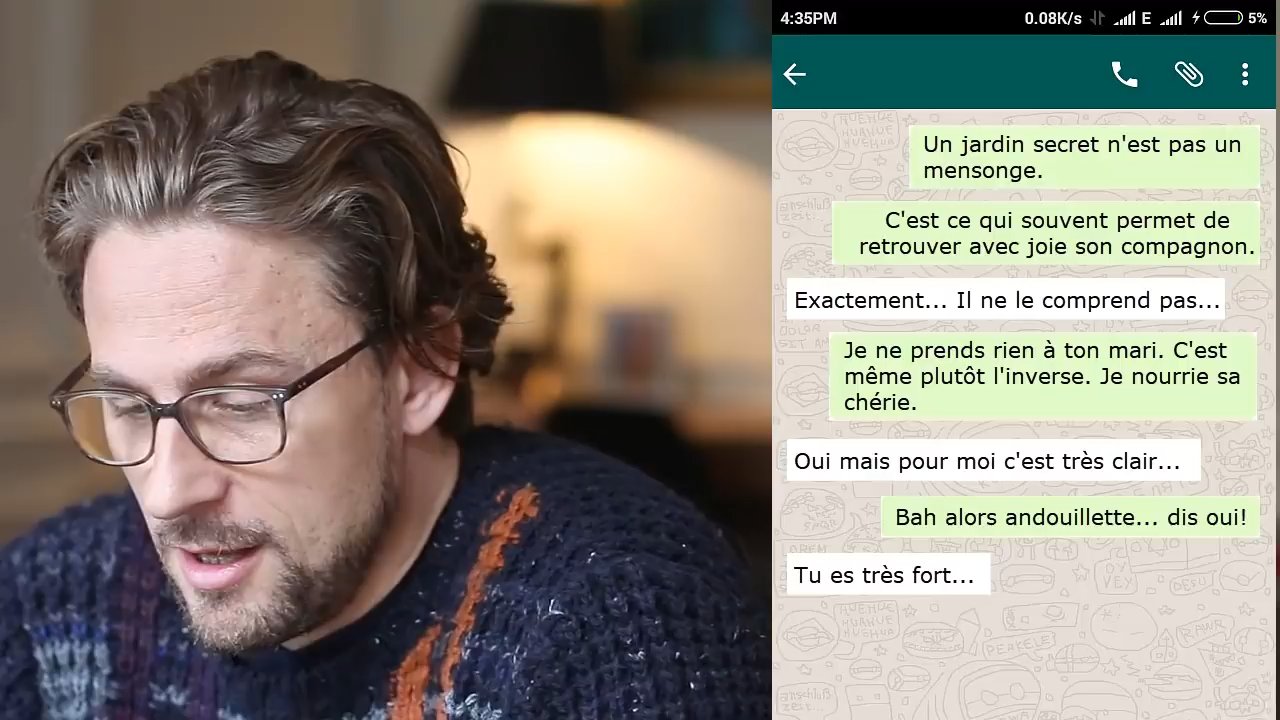 4:35PM 0.08K/s E 5%
Un jardin secret n'est pas un
mensonge.
C'est ce qui souvent permet de
retrouver avec joie son compagnon.
Exactement... Il ne le comprend pas...
Je ne prends rien à ton mari. C'est
même plutôt l'inverse. Je nourrie sa
chérie.
Oui mais pour moi c'est très clair...
Bah alors andouillette... dis oui!
Tu es très fort...